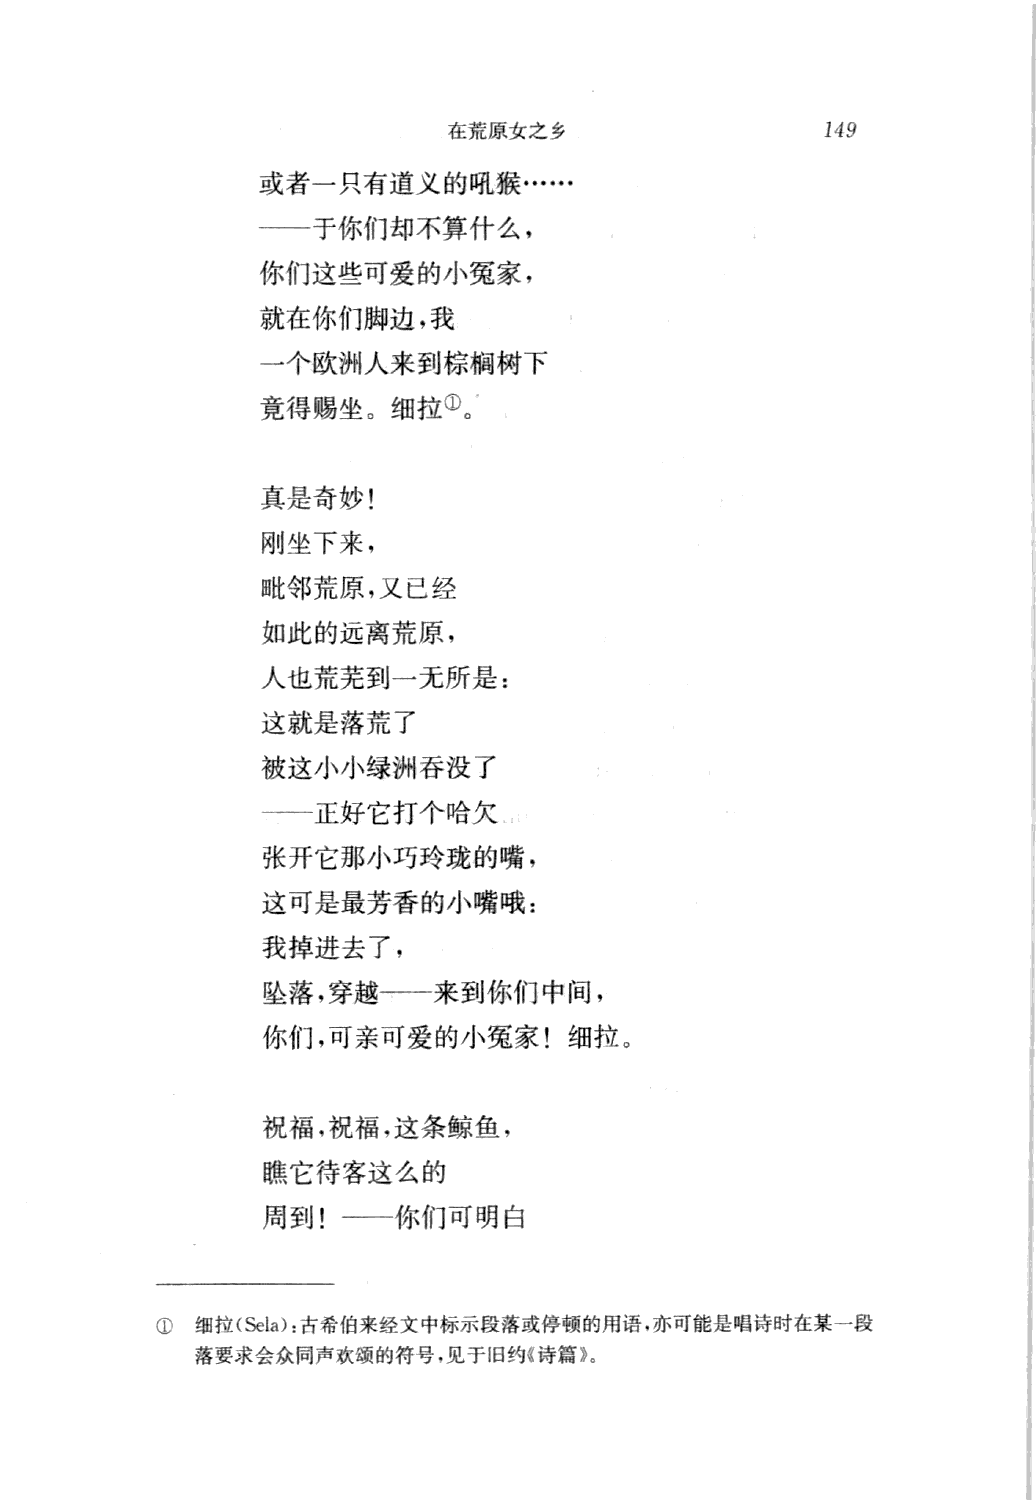 在荒原女之乡 149
或者一只有道义的吼猴……
——于你们却不算什么，
你们这些可爱的小冤家，
就在你们脚边，我
一个欧洲人来到棕榈树下
竟得赐坐。细拉①。
真是奇妙！
刚坐下来，
毗邻荒原，又已经
如此的远离荒原，
人也荒芜到一无所是：
这就是落荒了
被这小小绿洲吞没了
——正好它打个哈欠
张开它那小巧玲珑的嘴，
这可是最芳香的小嘴哦：
我掉进去了，
坠落，穿越——来到你们中间，
你们，可亲可爱的小冤家！细拉。
祝福，祝福，这条鲸鱼，
瞧它待客这么的
周到！——你们可明白
① 细拉（Sela）：古希伯来经文中标示段落或停顿的用语，亦可能是唱诗时在某一段
落要求会众同声欢颂的符号，见于旧约《诗篇》。